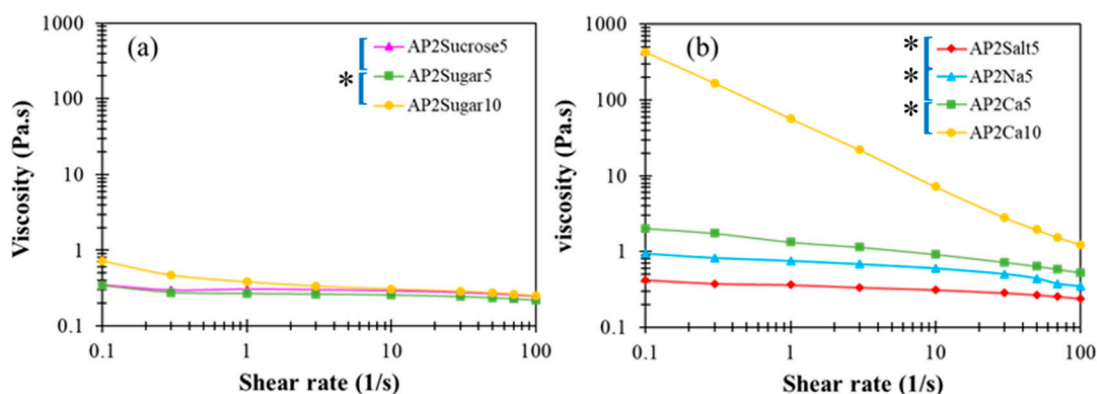 1000
100
10
1
0.1
Viscosity (Pa.s)
(a)
AP2Sucrose5
* AP2Sugar5
AP2Sugar10
0.1 1 10 100
Shear rate (1/s)
1000
100
10
1
0.1
viscosity (Pa.s)
(b)
* AP2Salt5
* AP2Na5
* AP2Ca5
AP2Ca10
0.1 1 10 100
Shear rate (1/s)